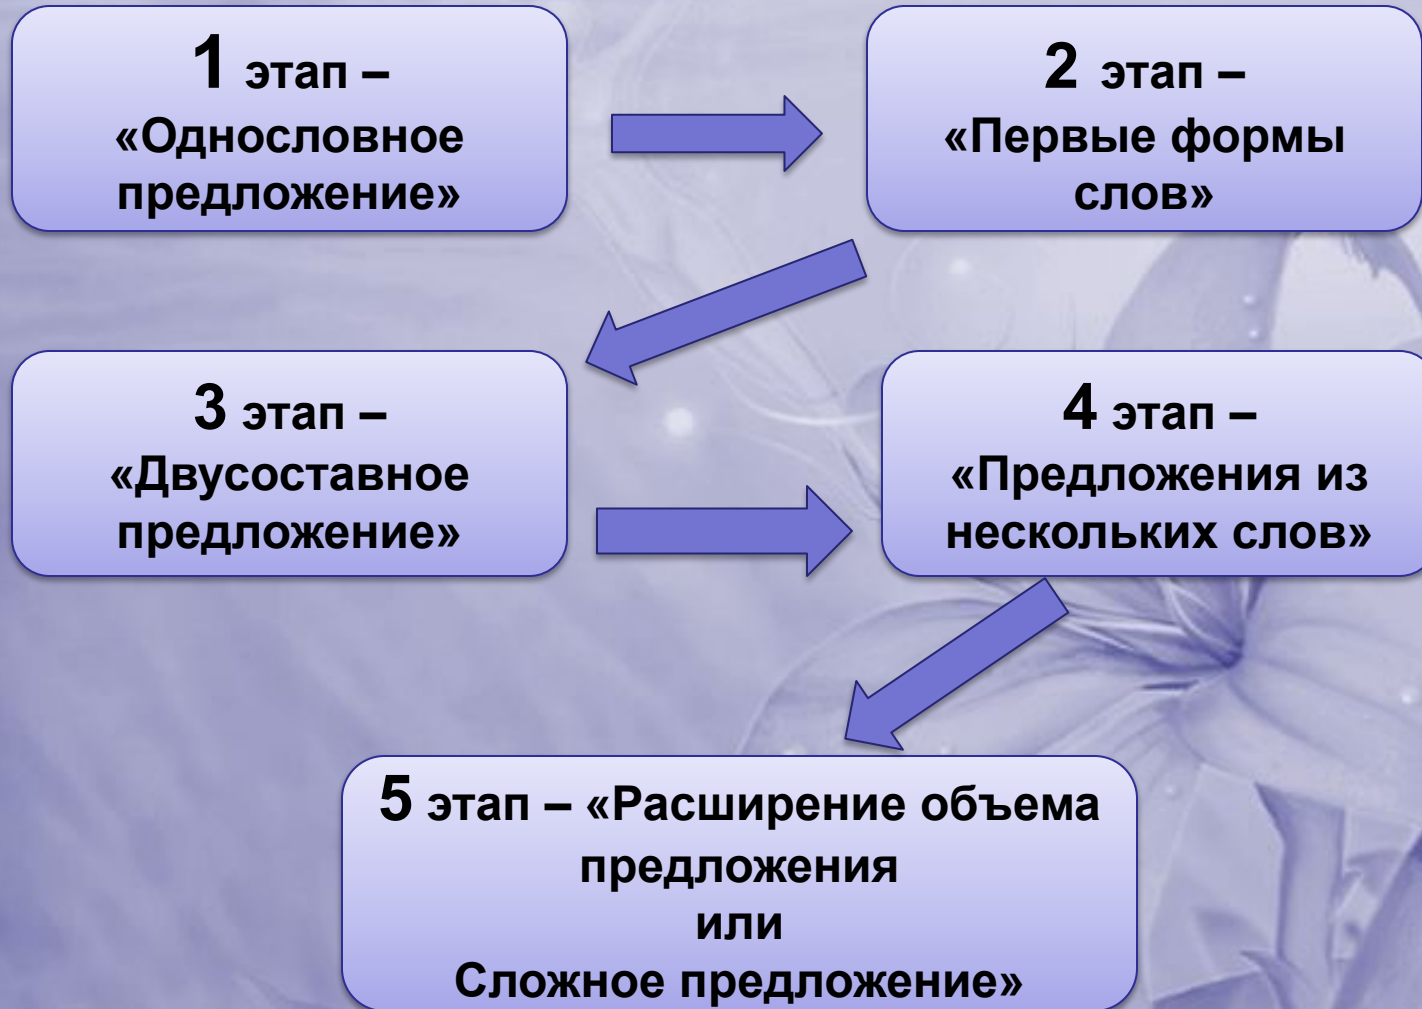 1 этап –
«Однословное
предложение»
2 этап –
«Первые формы
слов»
3 этап –
«Двусоставное
предложение»
4 этап –
«Предложения из
нескольких слов»
5 этап – «Расширение объема
предложения
или
Сложное предложение»